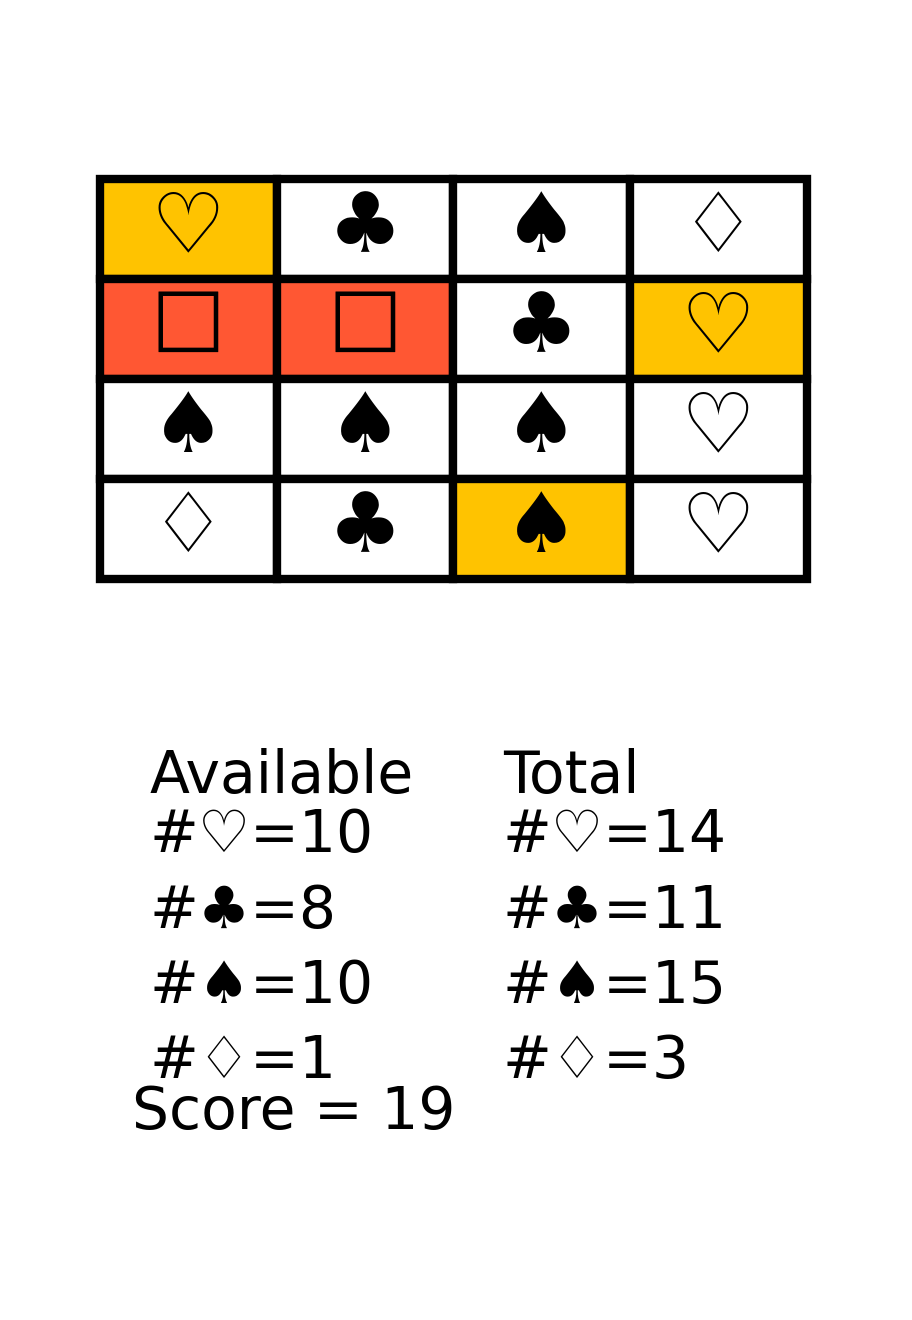 ♡ ♣ ♠ ♢
□ □ ♣ ♡
♠ ♠ ♠ ♡
♢ ♣ ♠ ♡
Available Total
#♡=10 #♡=14
#♣=8 #♣=11
#♠=10 #♠=15
#♢=1 #♢=3
Score = 19